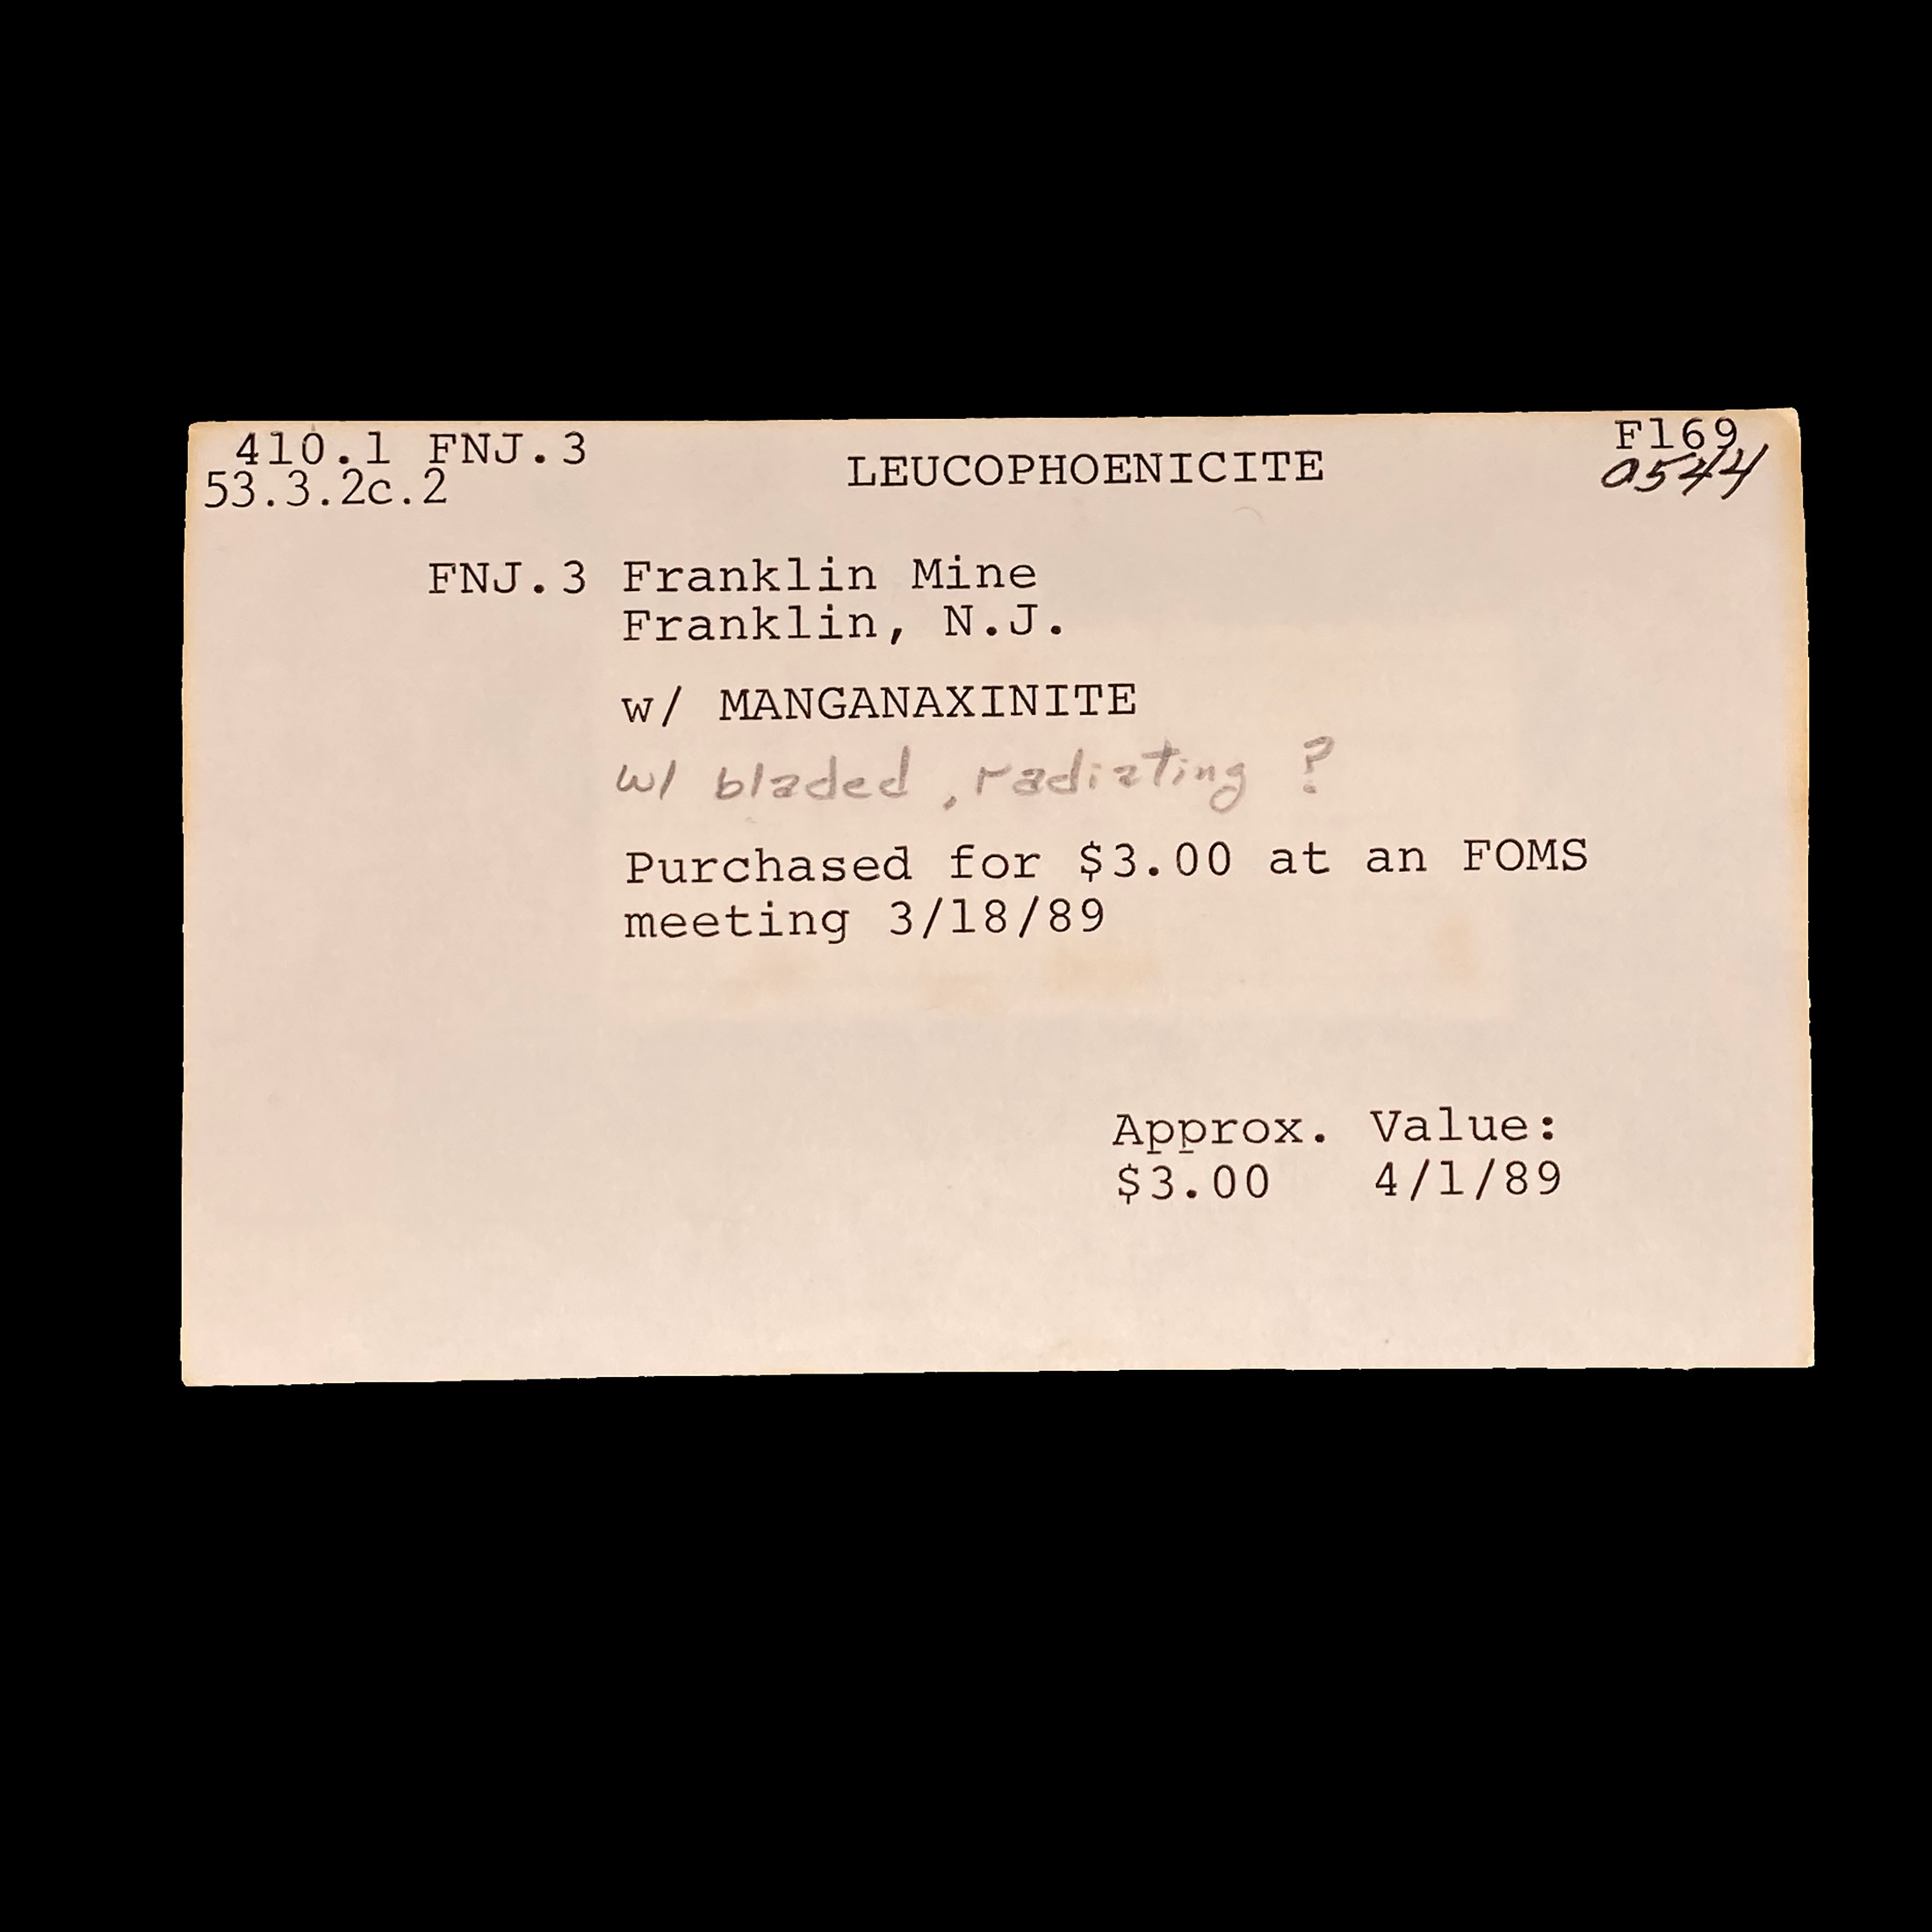 410.1 FNJ.3
53.3.2c.2
LEUCOPHOENICITE
F169
0544
FNJ.3 Franklin Mine
Franklin, N.J.
w/ MANGANAXINITE
w/ bladed, radiating ?
Purchased for $3.00 at an FOMS
meeting 3/18/89
Approx. Value:
$3.00 4/1/89